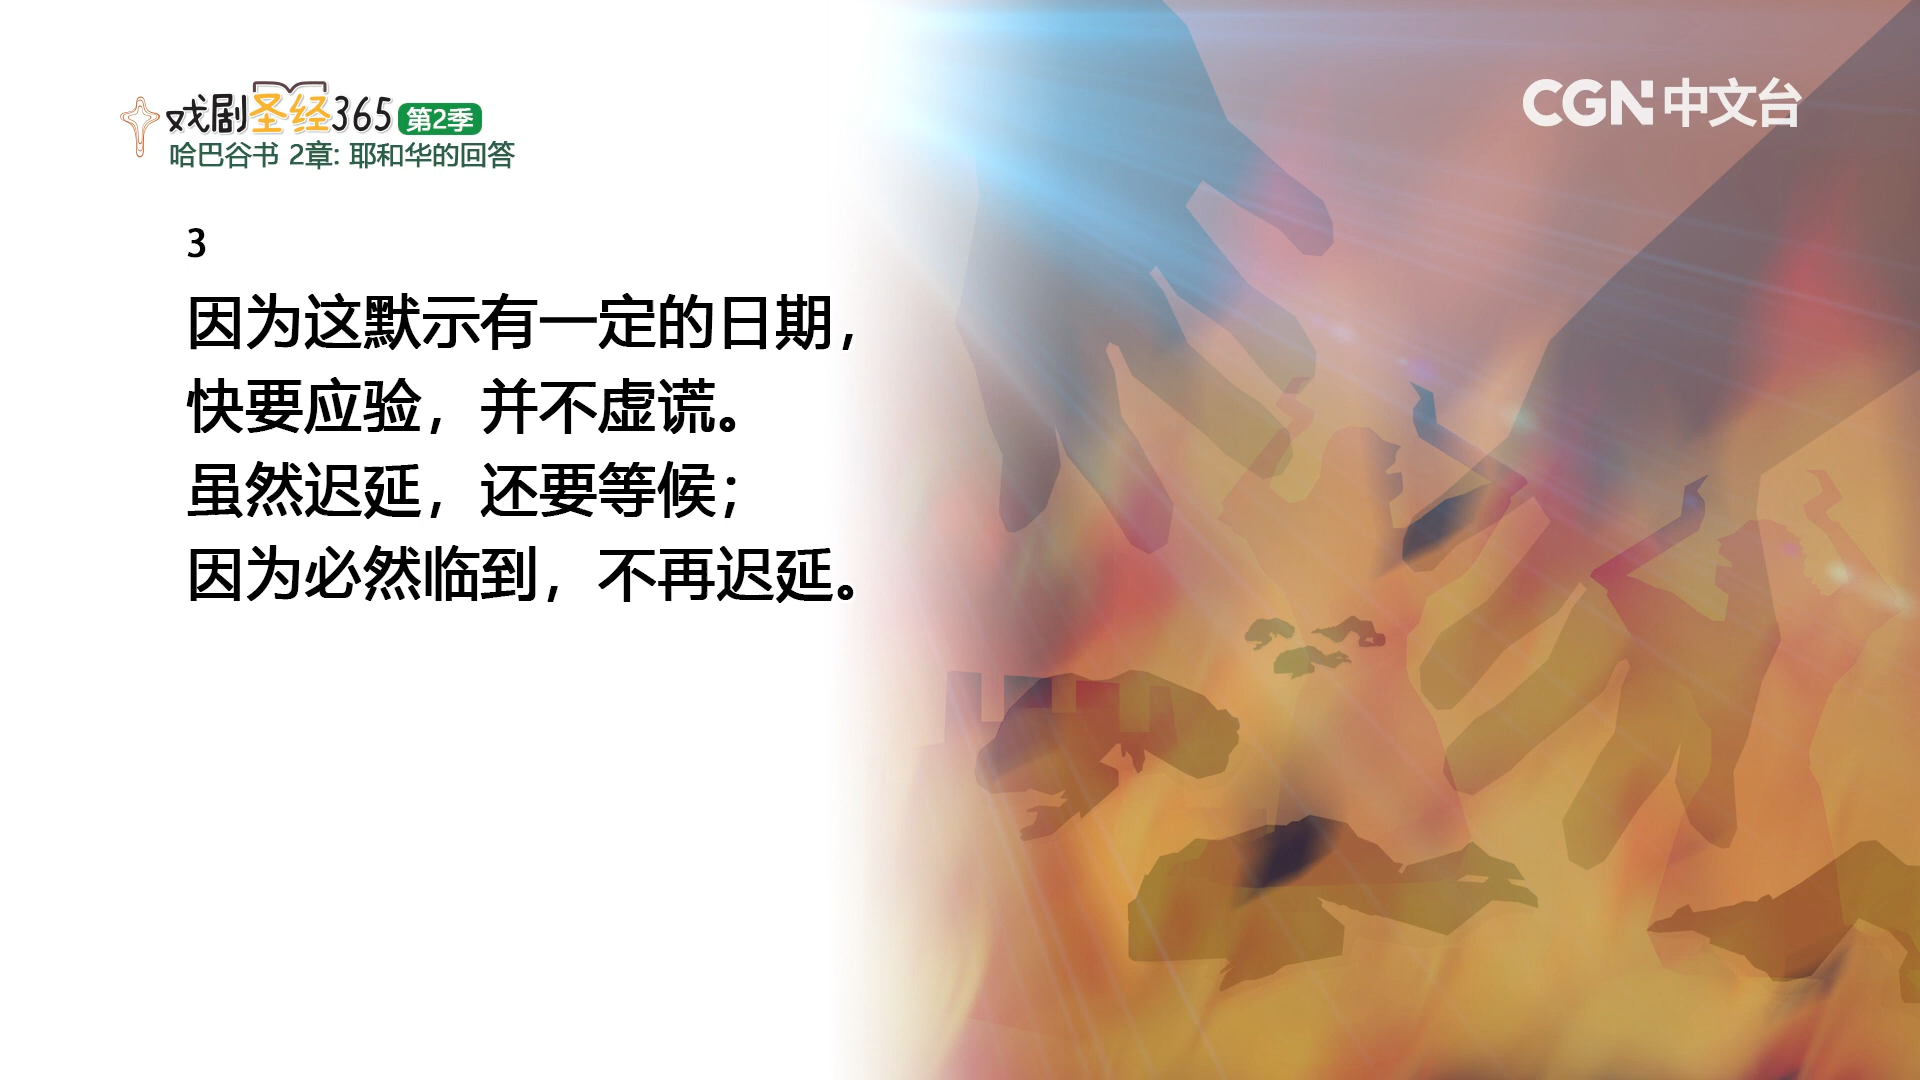 戏剧圣经365 第2季
哈巴谷书 2章: 耶和华的回答
CGN 中文台
3
因为这默示有一定的日期，
快要应验，并不虚谎。
虽然迟延，还要等候；
因为必然临到，不再迟延。